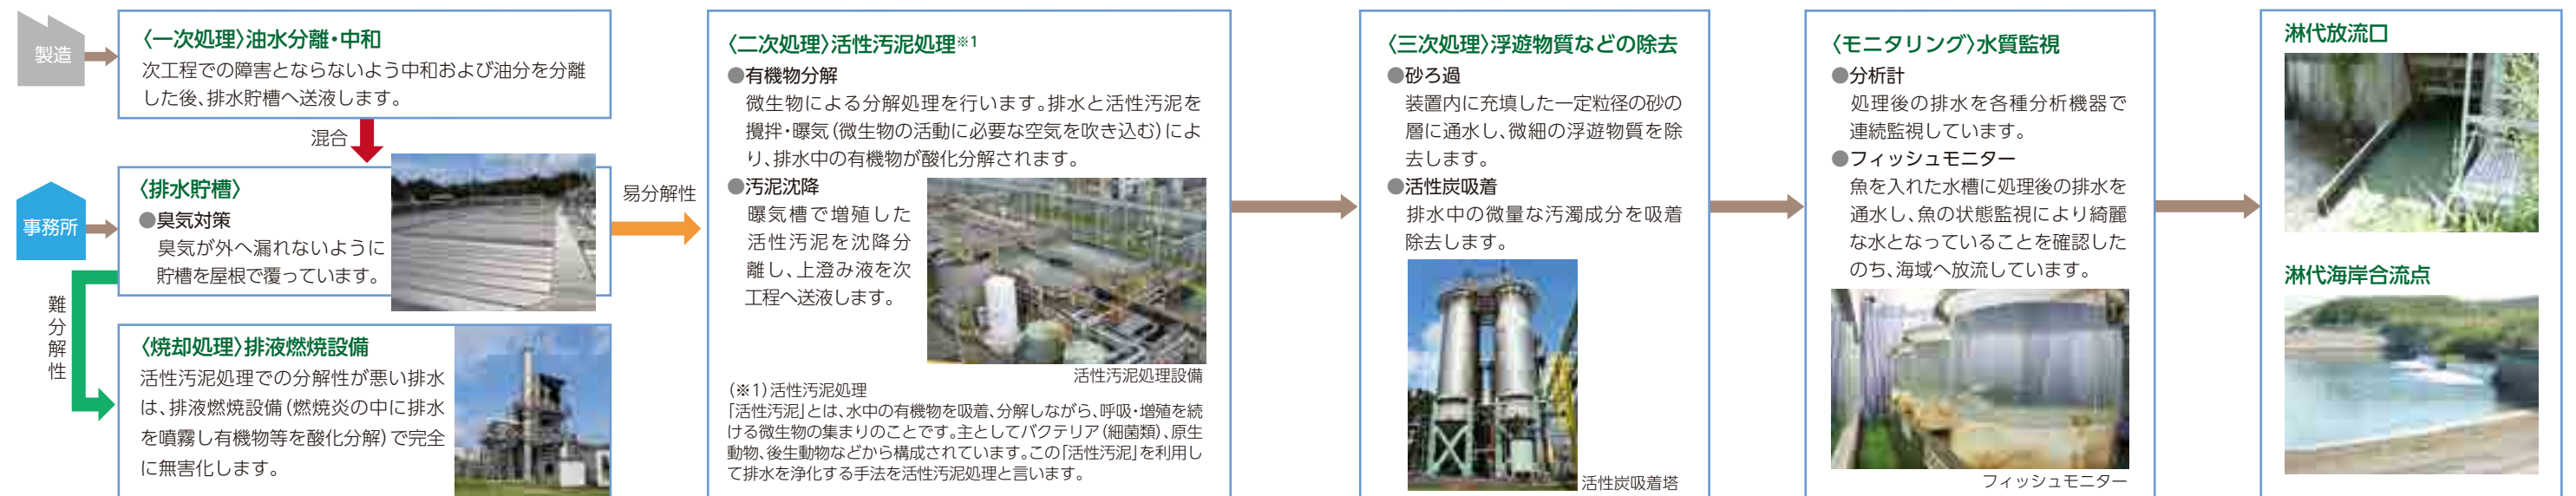 製造
〈一次処理〉油水分離・中和
次工程での障害とならないよう中和および油分を分離
した後、排水貯槽へ送液します。
混合
事務所
〈排水貯槽〉
●臭気対策
臭気が外へ漏れないように
貯槽を屋根で覆っています。
易分解性
難分解性
〈焼却処理〉排液燃焼設備
活性汚泥処理での分解性が悪い排水
は、排液燃焼設備(燃焼炎の中に排水
を噴霧し有機物等を酸化分解)で完全
に無害化します。
〈二次処理〉活性汚泥処理※1
●有機物分解
微生物による分解処理を行います。排水と活性汚泥を
攪拌・曝気(微生物の活動に必要な空気を吹き込む)によ
り、排水中の有機物が酸化分解されます。
●汚泥沈降
曝気槽で増殖した
活性汚泥を沈降分
離し、上澄み液を次
工程へ送液します。
活性汚泥処理設備
(※1)活性汚泥処理
「活性汚泥」とは、水中の有機物を吸着、分解しながら、呼吸・増殖を続
ける微生物の集まりのことです。主としてバクテリア(細菌類)、原生
動物、後生動物などから構成されています。この「活性汚泥」を利用し
て排水を浄化する手法を活性汚泥処理と言います。
〈三次処理〉浮遊物質などの除去
●砂ろ過
装置内に充填した一定粒径の砂の
層に通水し、微細の浮遊物質を除
去します。
●活性炭吸着
排水中の微量な汚濁成分を吸着
除去します。
活性炭吸着塔
〈モニタリング〉水質監視
●分析計
処理後の排水を各種分析機器で
連続監視しています。
●フィッシュモニター
魚を入れた水槽に処理後の排水を
通水し、魚の状態監視により綺麗
な水となっていることを確認した
のち、海域へ放流しています。
フィッシュモニター
淋代放流口
淋代海岸合流点